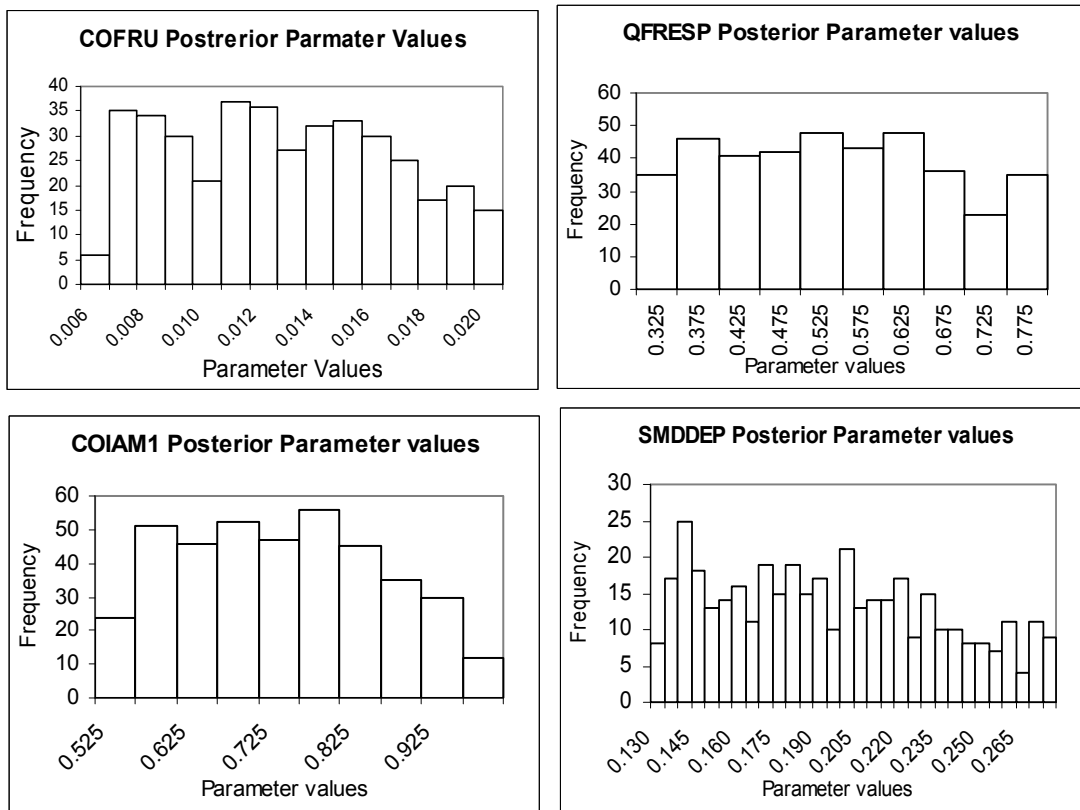 COFRU Postrerior Parmater Values
40
35
30
25
20
15
10
5
0
Frequency
0.006 0.008 0.010 0.012 0.014 0.016 0.018 0.020
Parameter Values
QFRESP Posterior Parameter values
60
50
40
30
20
10
0
Frequency
0.325 0.375 0.425 0.475 0.525 0.575 0.625 0.675 0.725 0.775
Parameter values
COIAM1 Posterior Parameter values
60
50
40
30
20
10
0
Frequency
0.525 0.625 0.725 0.825 0.925
Parameter values
SMDDEP Posterior Parameter values
30
25
20
15
10
5
0
Frequency
0.130 0.145 0.160 0.175 0.190 0.205 0.220 0.235 0.250 0.265
Parameter values